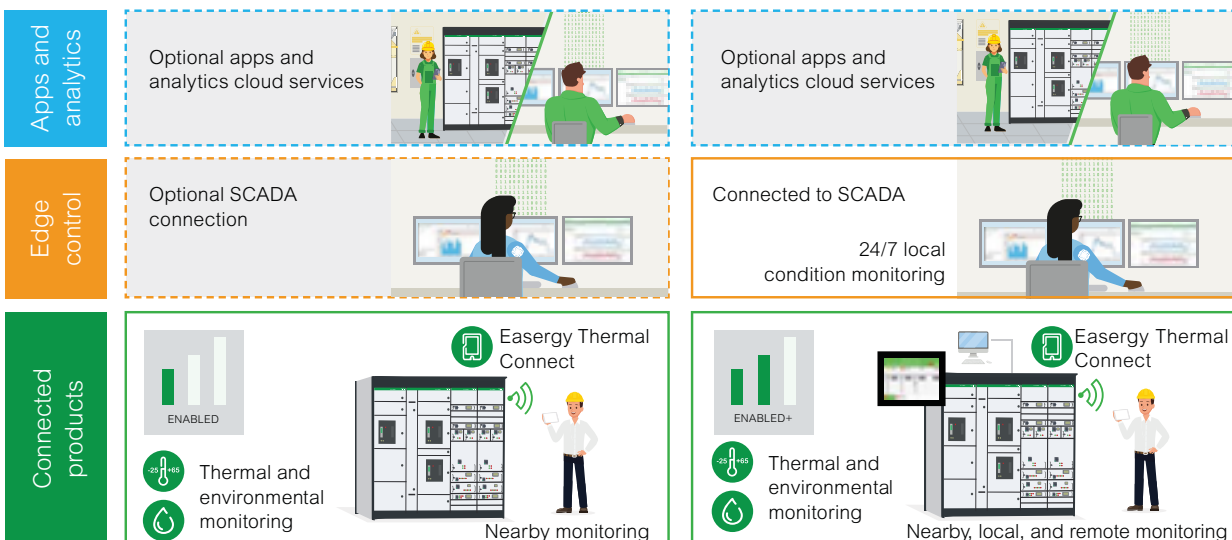 Apps and
analytics
Optional apps and
analytics cloud services
Optional apps and
analytics cloud services
Edge
control
Optional SCADA
connection
Connected to SCADA
24/7 local
condition monitoring
Connected
products
ENABLED
Easergy Thermal
Connect
-25 +65
Thermal and
environmental
monitoring
Nearby monitoring
ENABLED+
Easergy Thermal
Connect
-25 +65
Thermal and
environmental
monitoring
Nearby, local, and remote monitoring